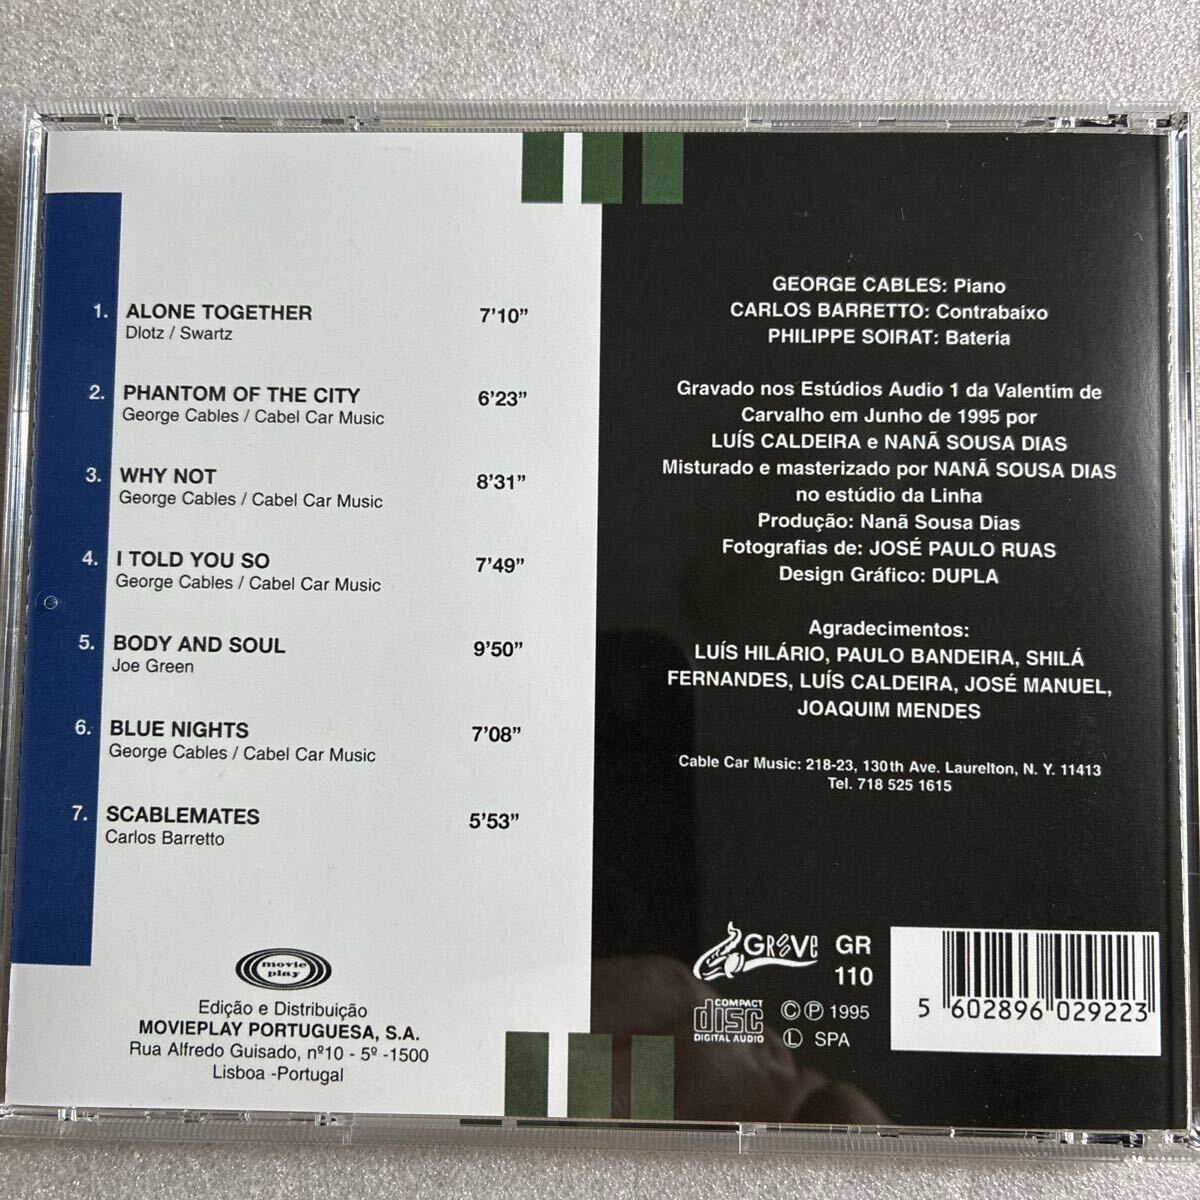 1. ALONE TOGETHER 7'10"
Dlotz / Swartz
2. PHANTOM OF THE CITY 6'23"
George Cables / Cabel Car Music
3. WHY NOT 8'31"
George Cables / Cabel Car Music
4. I TOLD YOU SO 7'49"
George Cables / Cabel Car Music
5. BODY AND SOUL 9'50"
Joe Green
6. BLUE NIGHTS 7'08"
George Cables / Cabel Car Music
7. SCABLEMATES 5'53"
Carlos Barretto
movie
play
Edição e Distribuição
MOVIEPLAY PORTUGUESA, S.A.
Rua Alfredo Guisado, nº10 - 5º -1500
Lisboa -Portugal
GEORGE CABLES: Piano
CARLOS BARRETTO: Contrabaixo
PHILIPPE SOIRAT: Bateria
Gravado nos Estúdios Audio 1 da Valentim de
Carvalho em Junho de 1995 por
LUÍS CALDEIRA e NANÃ SOUSA DIAS
Misturado e masterizado por NANÃ SOUSA DIAS
no estúdio da Linha
Produção: Nanã Sousa Dias
Fotografias de: JOSÉ PAULO RUAS
Design Gráfico: DUPLA
Agradecimentos:
LUÍS HILÁRIO, PAULO BANDEIRA, SHILÁ
FERNANDES, LUÍS CALDEIRA, JOSÉ MANUEL,
JOAQUIM MENDES
Cable Car Music: 218-23, 130th Ave. Laurelton, N. Y. 11413
Tel. 718 525 1615
GROOVE GR
110
COMPACT
disc
DIGITAL AUDIO
© ℗ 1995
Ⓛ SPA
5 602896 029223